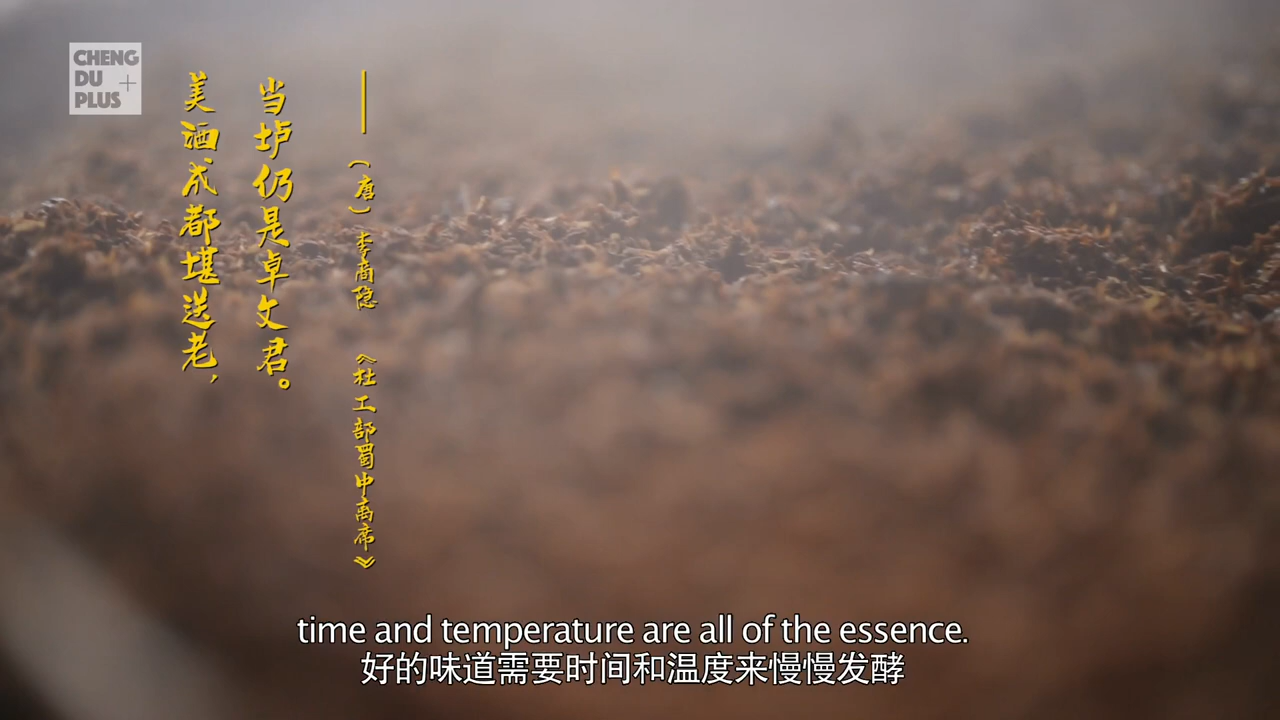 CHENG
DU
PLUS+
美酒成都堪送老，
当垆仍是卓文君。
——（唐）李商隐 《杜工部蜀中离席》
time and temperature are all of the essence.
好的味道需要时间和温度来慢慢发酵